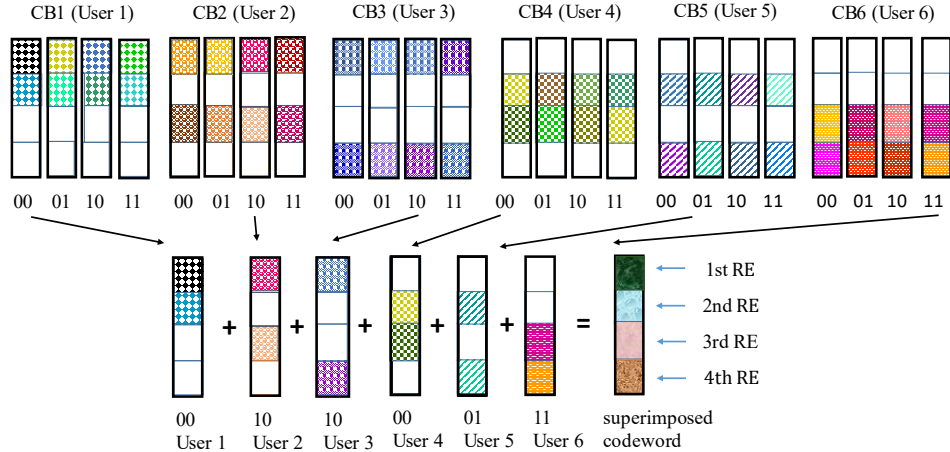 CB1 (User 1) CB2 (User 2) CB3 (User 3) CB4 (User 4) CB5 (User 5) CB6 (User 6)
00 01 10 11 00 01 10 11 00 01 10 11 00 01 10 11 00 01 10 11 00 01 10 11
+ + + + + =
1st RE
2nd RE
3rd RE
4th RE
00 10 10 00 01 11 superimposed
User 1 User 2 User 3 User 4 User 5 User 6 codeword